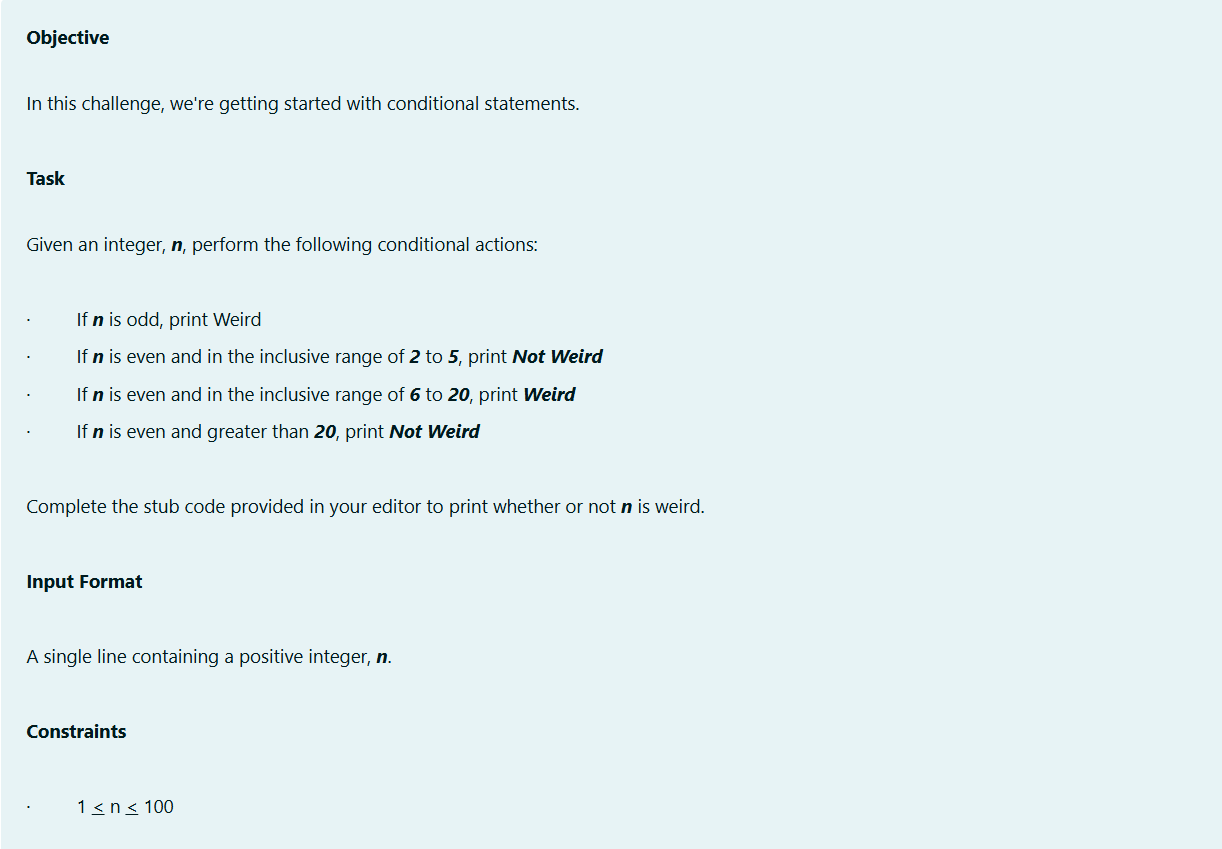 Objective
In this challenge, we're getting started with conditional statements.
Task
Given an integer, n, perform the following conditional actions:
· If n is odd, print Weird
· If n is even and in the inclusive range of 2 to 5, print Not Weird
· If n is even and in the inclusive range of 6 to 20, print Weird
· If n is even and greater than 20, print Not Weird
Complete the stub code provided in your editor to print whether or not n is weird.
Input Format
A single line containing a positive integer, n.
Constraints
· 1 < n < 100